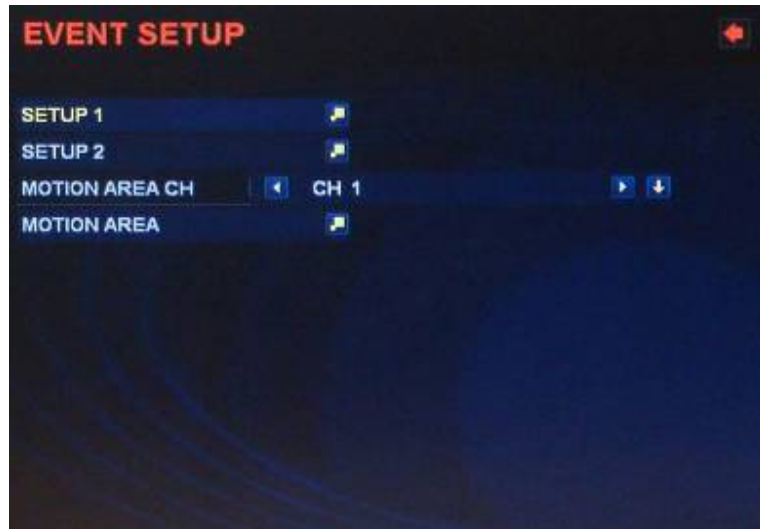 EVENT SETUP
SETUP 1
SETUP 2
MOTION AREA CH CH 1
MOTION AREA